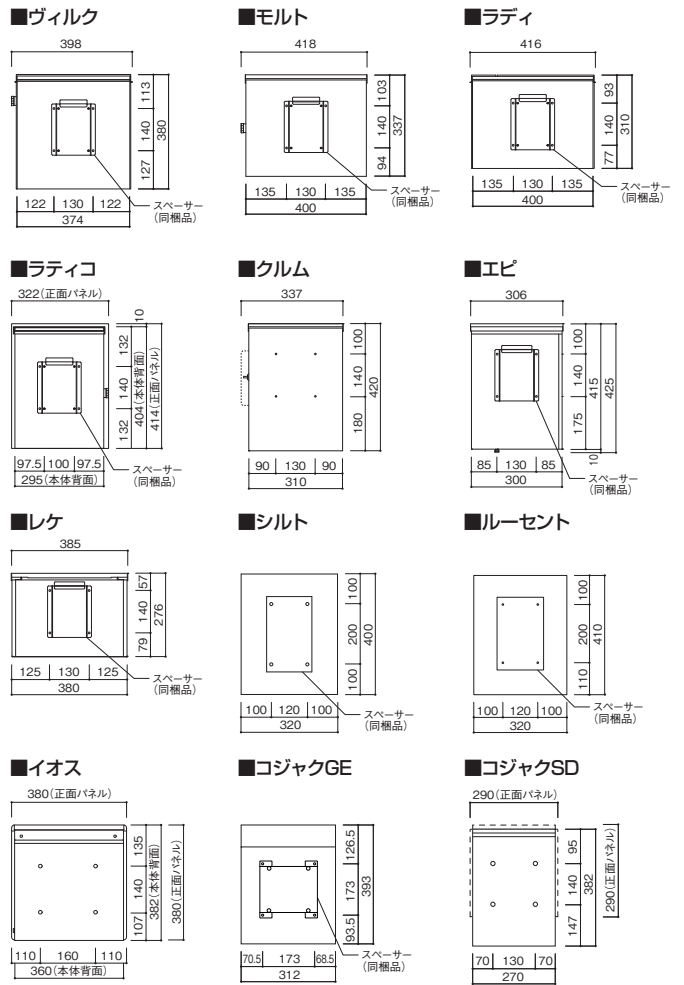 ■ヴィルク
398
113
140
127
380
122 130 122
374
スペーサー
(同梱品)
■モルト
418
103
140
94
337
135 130 135
400
スペーサー
(同梱品)
■ラディ
416
93
140
77
310
135 130 135
400
スペーサー
(同梱品)
■ラティコ
322(正面パネル)
10
132
140
132
404(本体背面)
414(正面パネル)
97.5 100 97.5
295(本体背面)
スペーサー
(同梱品)
■クルム
337
100
140
180
420
90 130 90
310
■エピ
306
100
140
175
415
425
10
85 130 85
300
スペーサー
(同梱品)
■レケ
385
57
140
79
276
125 130 125
380
スペーサー
(同梱品)
■シルト
100
200
100
400
100 120 100
320
スペーサー
(同梱品)
■ルーセント
100
200
110
410
100 120 100
320
スペーサー
(同梱品)
■イオス
380(正面パネル)
135
140
107
382(本体背面)
380(正面パネル)
110 160 110
360(本体背面)
■コジャクGE
126.5
173
93.5
393
70.5 173 68.5
312
スペーサー
(同梱品)
■コジャクSD
290(正面パネル)
95
140
147
382
290(正面パネル)
70 130 70
270